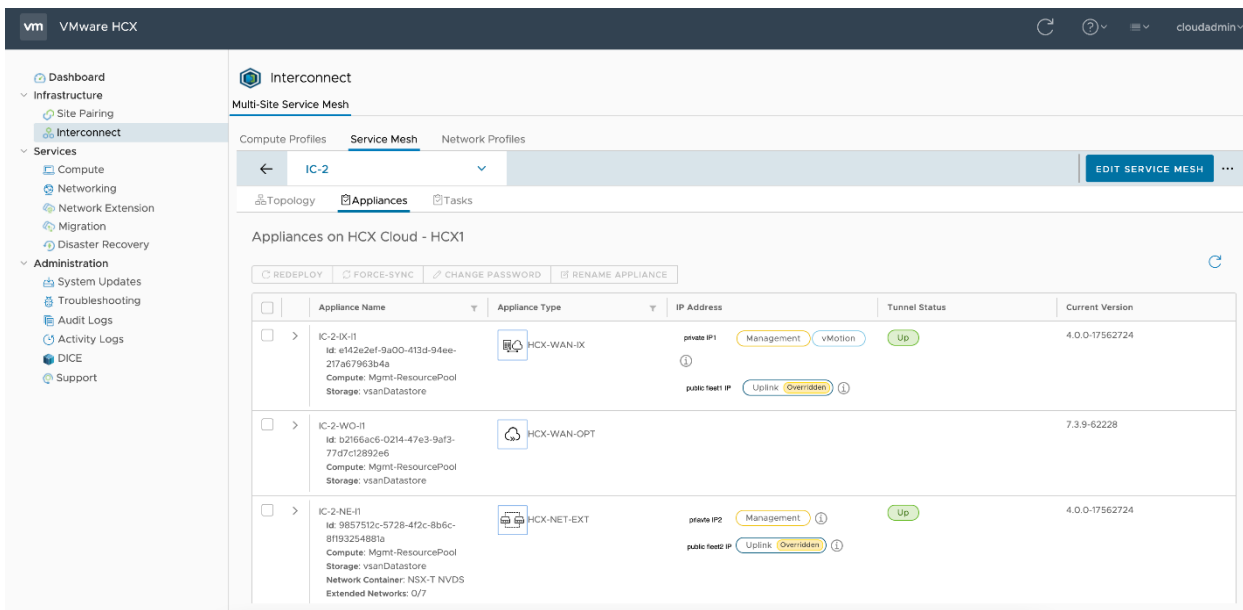 vm VMware HCX
cloudadmin
Dashboard
Infrastructure
Site Pairing
Interconnect
Services
Compute
Networking
Network Extension
Migration
Disaster Recovery
Administration
System Updates
Troubleshooting
Audit Logs
Activity Logs
DICE
Support
Interconnect
Multi-Site Service Mesh
Compute Profiles Service Mesh Network Profiles
IC-2 EDIT SERVICE MESH ...
Topology Appliances Tasks
Appliances on HCX Cloud - HCX1
REDEPLOY FORCE-SYNC CHANGE PASSWORD RENAME APPLIANCE
Appliance Name Appliance Type IP Address Tunnel Status Current Version
IC-2-IX-I1
Id: e142e2ef-9a00-413d-94ee-
217a67963b4a
Compute: Mgmt-ResourcePool
Storage: vsanDatastore
HCX-WAN-IX
private IP1 Management vMotion
public fleet1 IP Uplink Overridden
Up
4.0.0-17562724
IC-2-WO-I1
Id: b2166ac6-0214-47e3-9af3-
77d7c12892e6
Compute: Mgmt-ResourcePool
Storage: vsanDatastore
HCX-WAN-OPT
7.3.9-62228
IC-2-NE-I1
Id: 9857512c-5728-4f2c-8b6c-
8f193254881a
Compute: Mgmt-ResourcePool
Storage: vsanDatastore
Network Container: NSX-T NVDS
Extended Networks: 0/7
HCX-NET-EXT
private IP2 Management
public fleet2 IP Uplink Overridden
Up
4.0.0-17562724